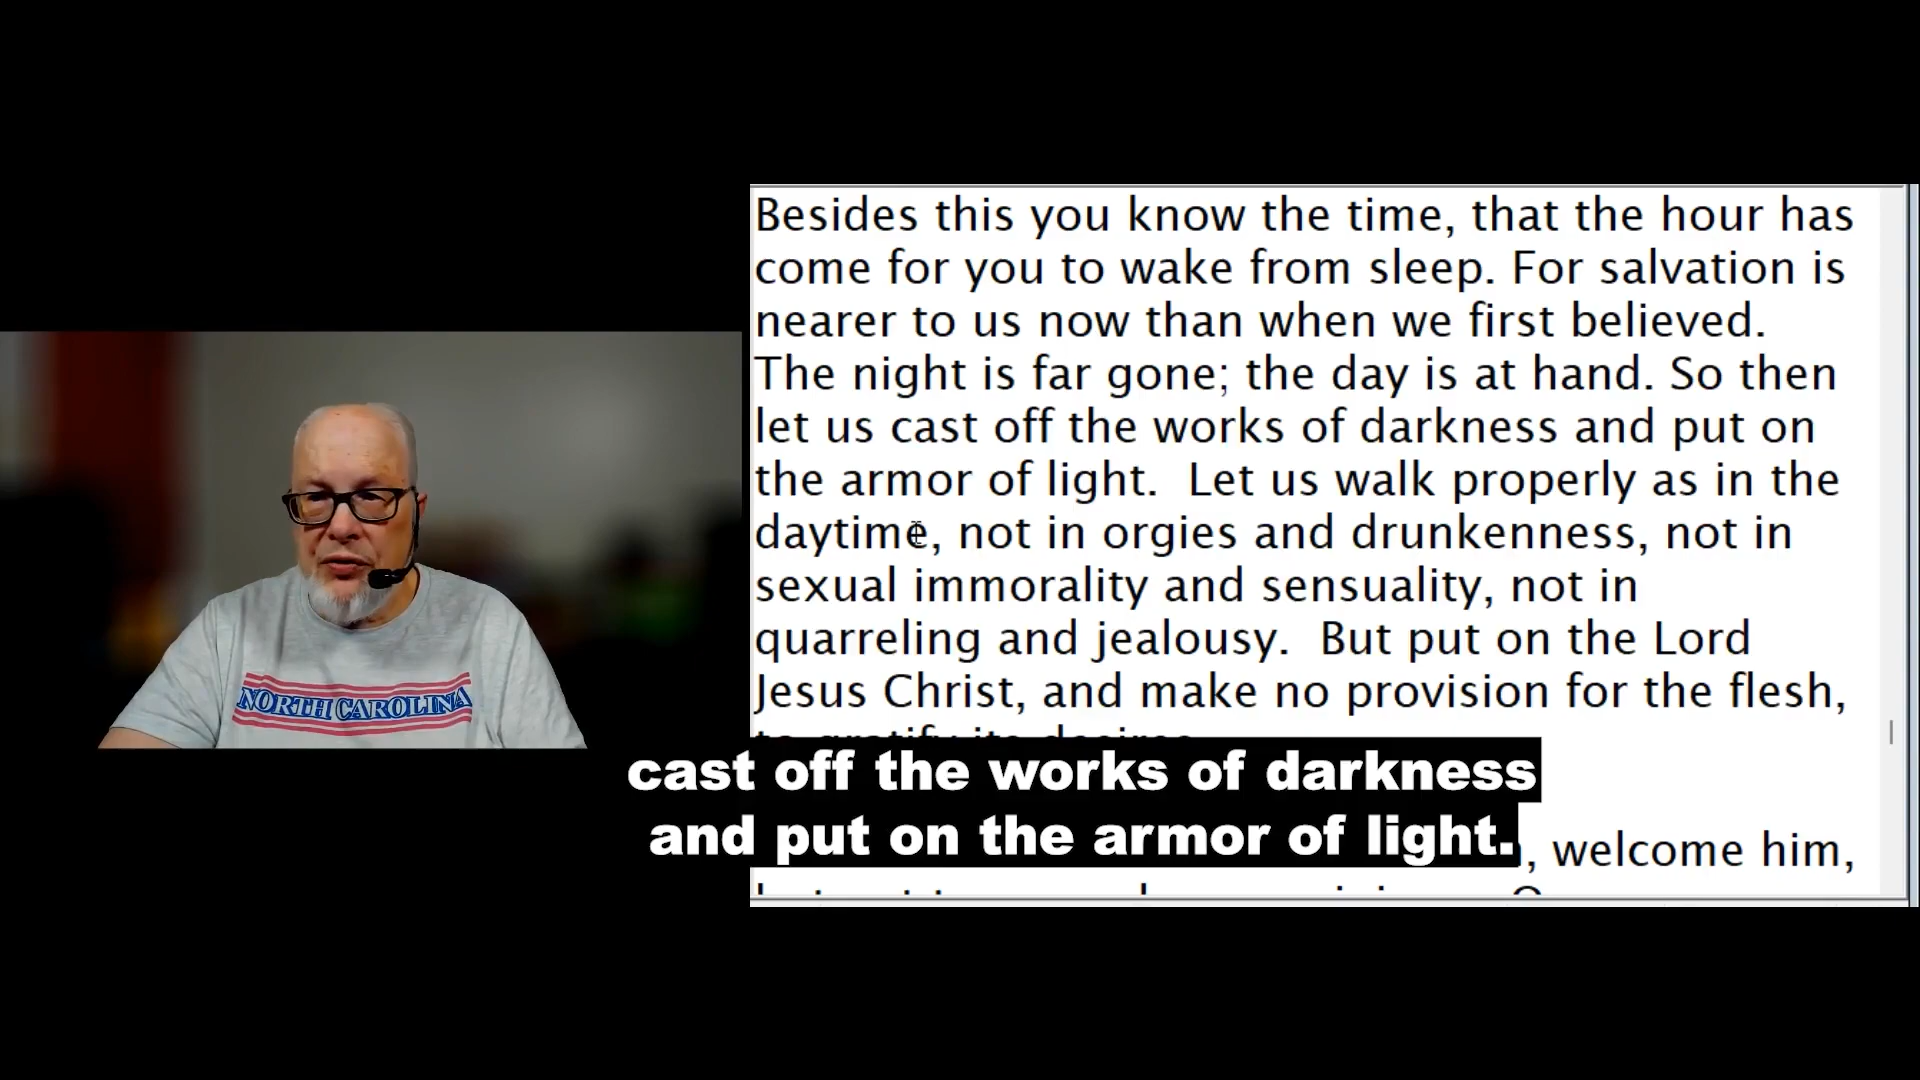 Besides this you know the time, that the hour has
come for you to wake from sleep. For salvation is
nearer to us now than when we first believed.
The night is far gone; the day is at hand. So then
let us cast off the works of darkness and put on
the armor of light.  Let us walk properly as in the
daytime, not in orgies and drunkenness, not in
sexual immorality and sensuality, not in
quarreling and jealousy.  But put on the Lord
Jesus Christ, and make no provision for the flesh,
to gratify its desires.
NORTH CAROLINA
cast off the works of darkness
and put on the armor of light.
, welcome him,